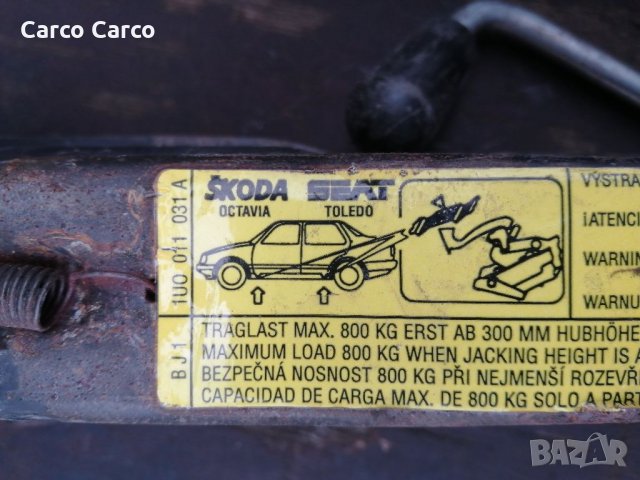 Carco Carco
ŠKODA SEAT
OCTAVIA TOLEDO
1U0 011 031 A
BJ1
VÝSTRA
¡ATENCI
WARNIN
WARNU
TRAGLAST MAX. 800 KG ERST AB 300 MM HUBHÖHE
MAXIMUM LOAD 800 KG WHEN JACKING HEIGHT IS A
BEZPEČNÁ NOSNOST 800 KG PŘI NEJMENŠÍ ROZEVŘE
CAPACIDAD DE CARGA MAX. DE 800 KG SOLO A PART
BAZAR